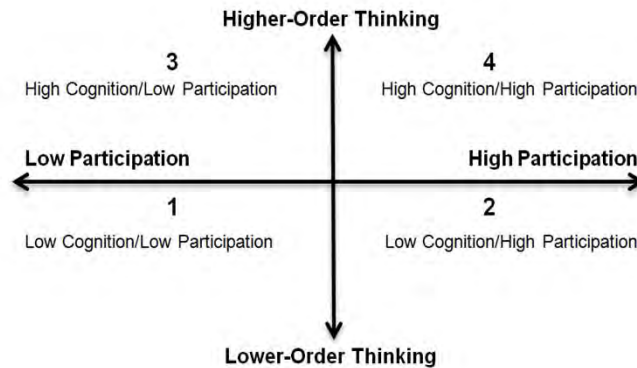 Higher-Order Thinking
3
4
High Cognition/Low Participation
High Cognition/High Participation
Low Participation
High Participation
1
2
Low Cognition/Low Participation
Low Cognition/High Participation
Lower-Order Thinking